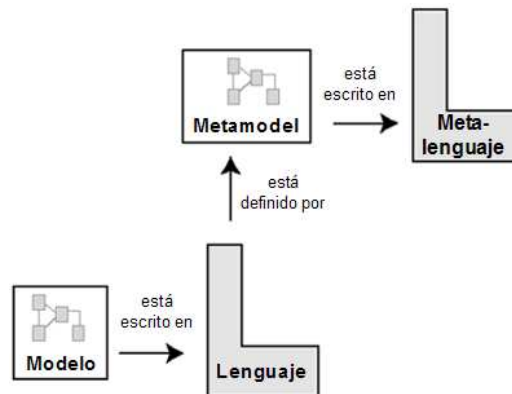 está
escrito en
Metamodel
Meta-
lenguaje
está
definido por
está
escrito en
Modelo
Lenguaje